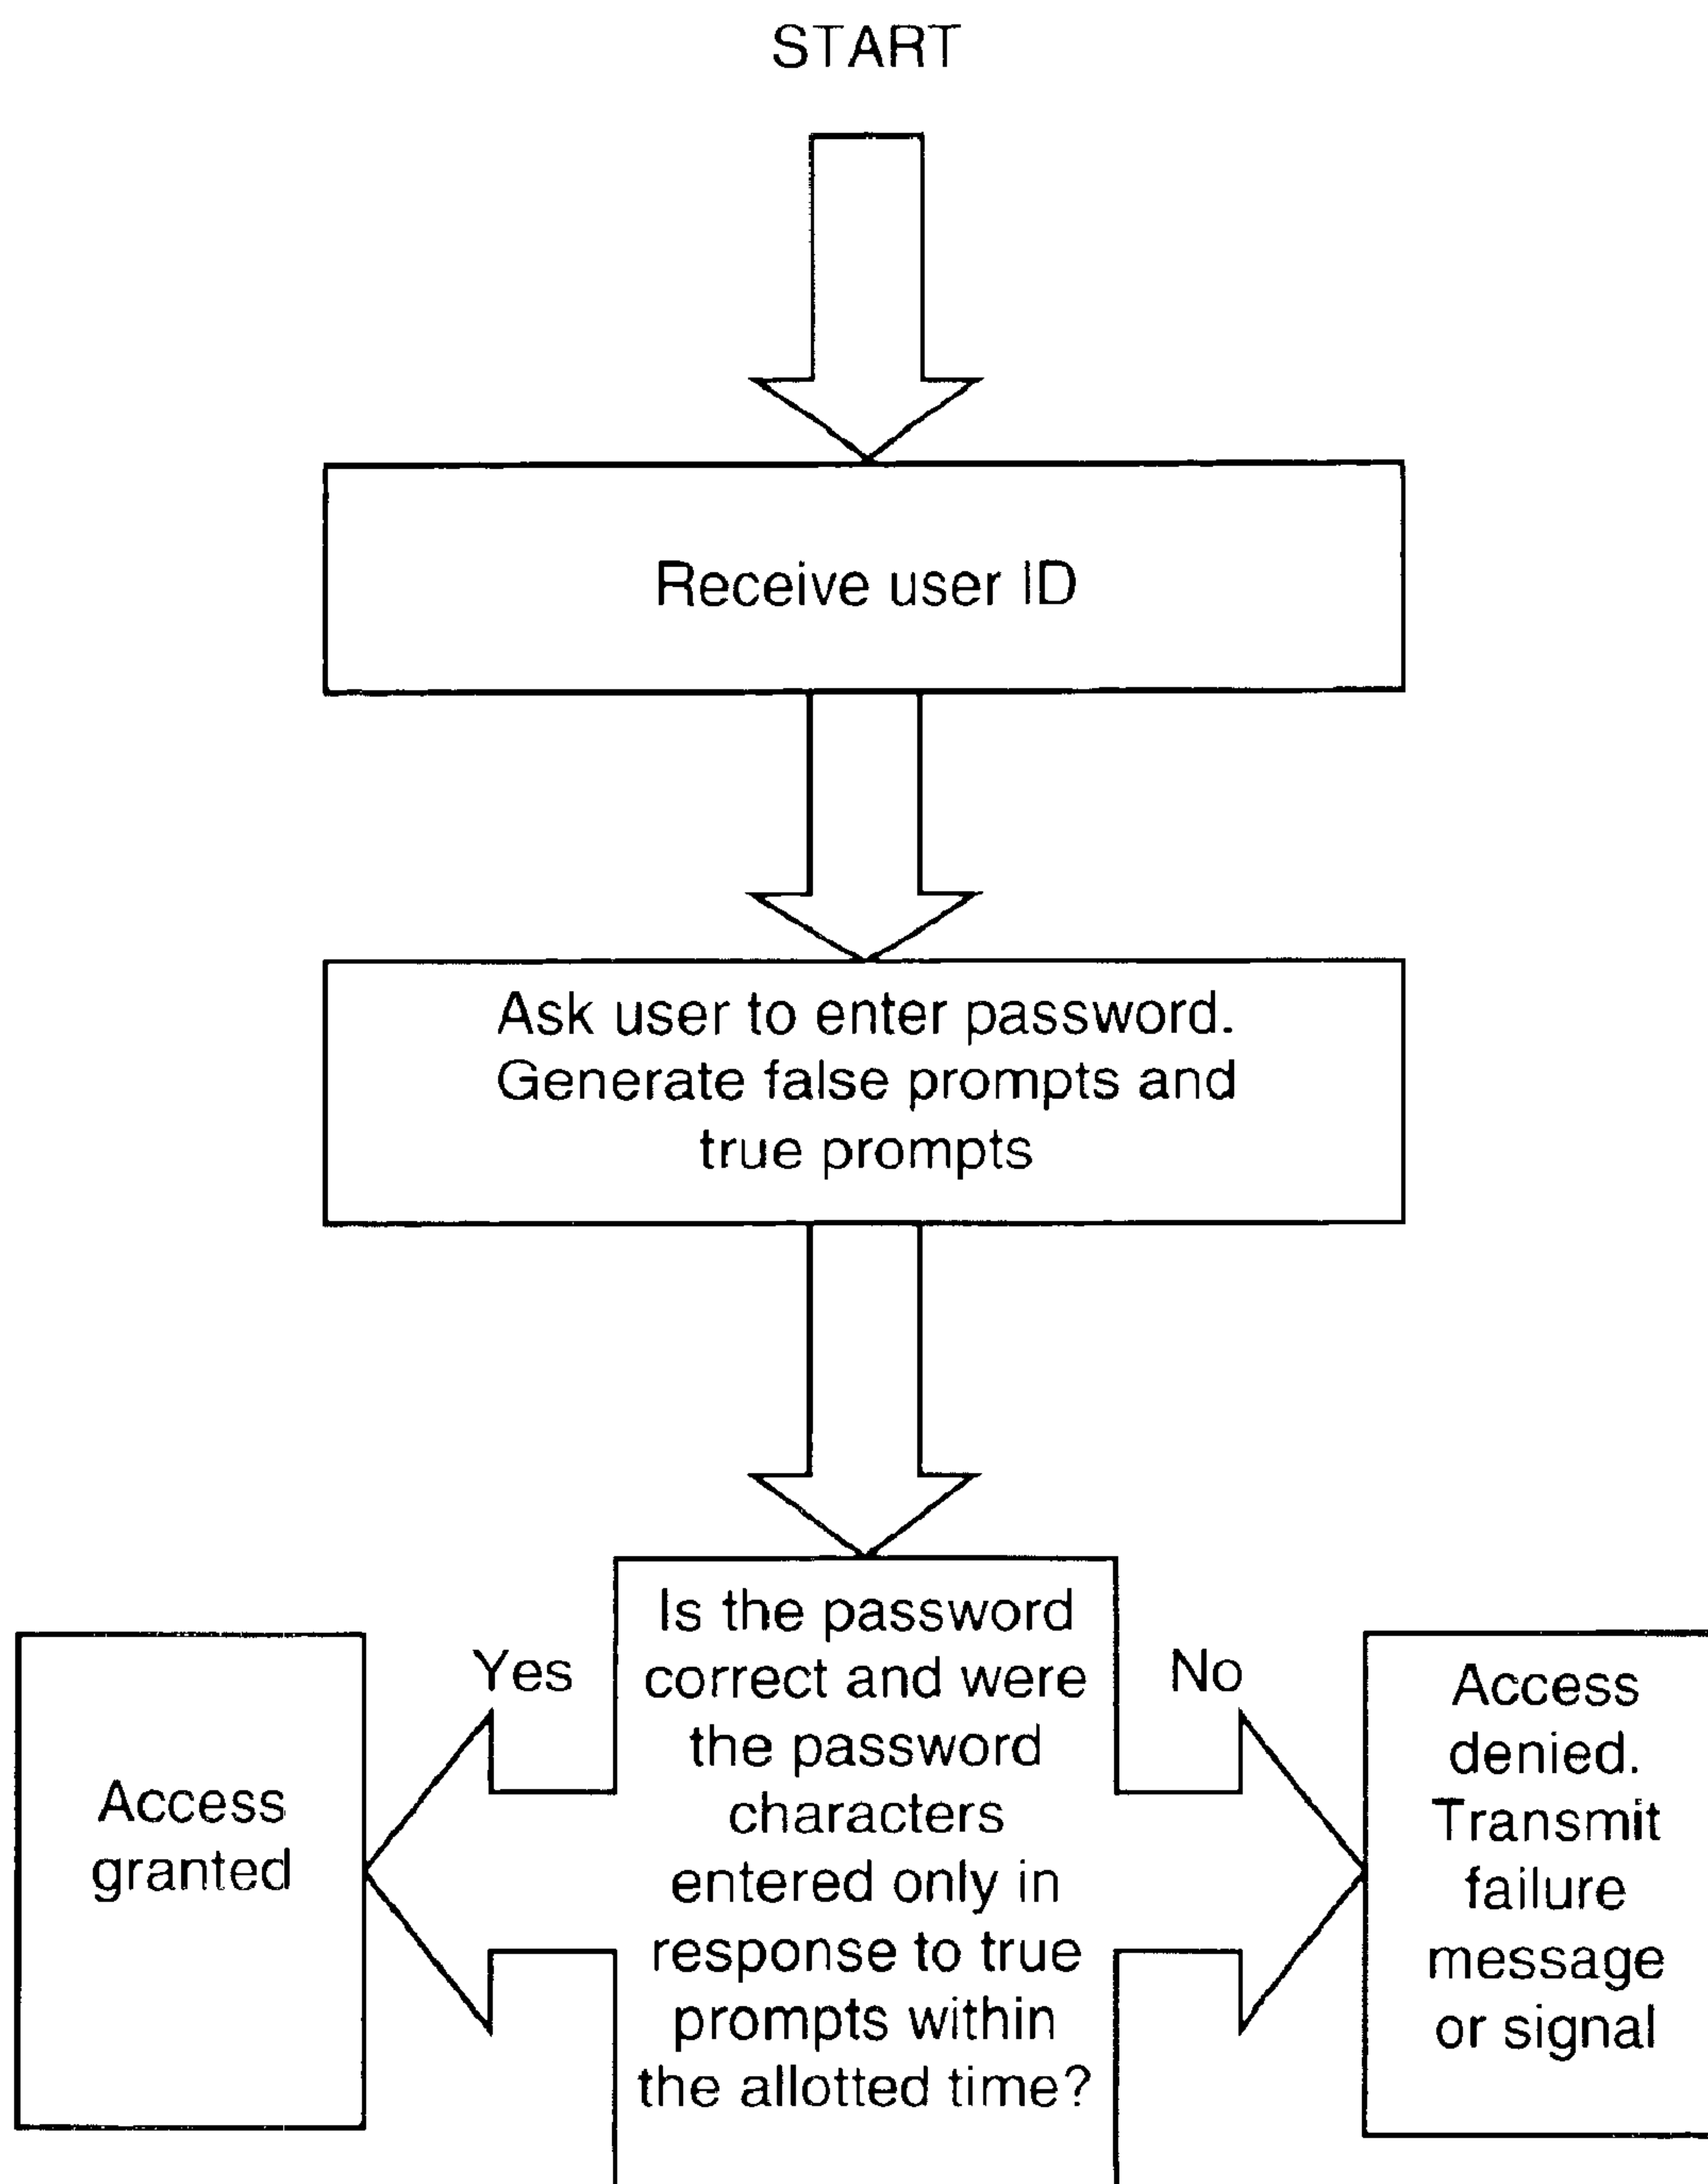 START
Receive user ID
Ask user to enter password.
Generate false prompts and
true prompts
Yes
Is the password
correct and were
the password
characters
entered only in
response to true
prompts within
the allotted time?
No
Access
granted
Access
denied.
Transmit
failure
message
or signal